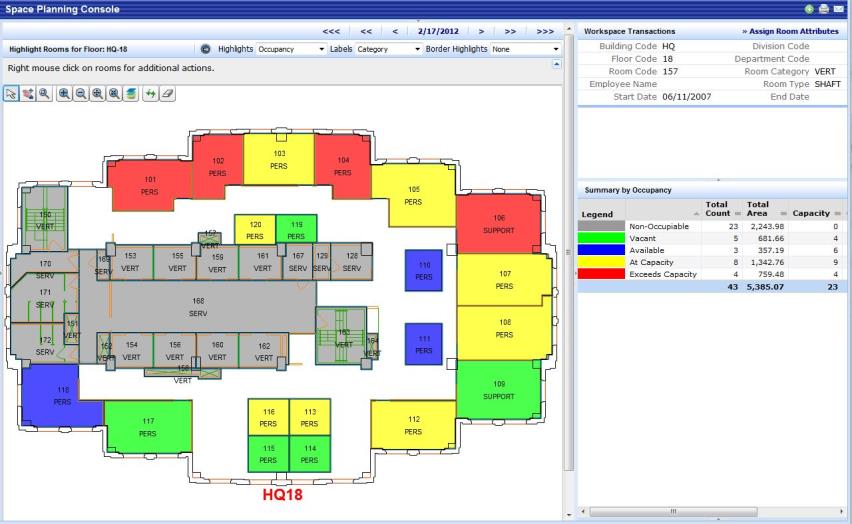 Space Planning Console
<<< << < 2/17/2012 > >> >>>
Highlight Rooms for Floor: HQ-18 Highlights Occupancy Labels Category Border Highlights None
Right mouse click on rooms for additional actions.
101 PERS
102 PERS
103 PERS
104 PERS
105 PERS
106 SUPPORT
107 PERS
108 PERS
109 SUPPORT
110 PERS
111 PERS
112 PERS
120 PERS
119 PERS
150 VERT
170 SERV
171 SERV
172 SERV
169 SERV
153 VERT
155 VERT
159 VERT
161 VERT
167 SERV
129 SERV
128 SERV
168 SERV
151 VERT
154 VERT
156 VERT
160 VERT
162 VERT
163 VERT
164 VERT
VERT
118 PERS
117 PERS
116 PERS
113 PERS
115 PERS
114 PERS
HQ18
Workspace Transactions » Assign Room Attributes
Building Code HQ Division Code
Floor Code 18 Department Code
Room Code 157 Room Category VERT
Employee Name Room Type SHAFT
Start Date 06/11/2007 End Date
Summary by Occupancy
Legend Total Count Total Area Capacity
Non-Occupiable 23 2,243.98 0
Vacant 5 681.66 4
Available 3 357.19 6
At Capacity 8 1,342.76 9
Exceeds Capacity 4 759.48 4
43 5,385.07 23